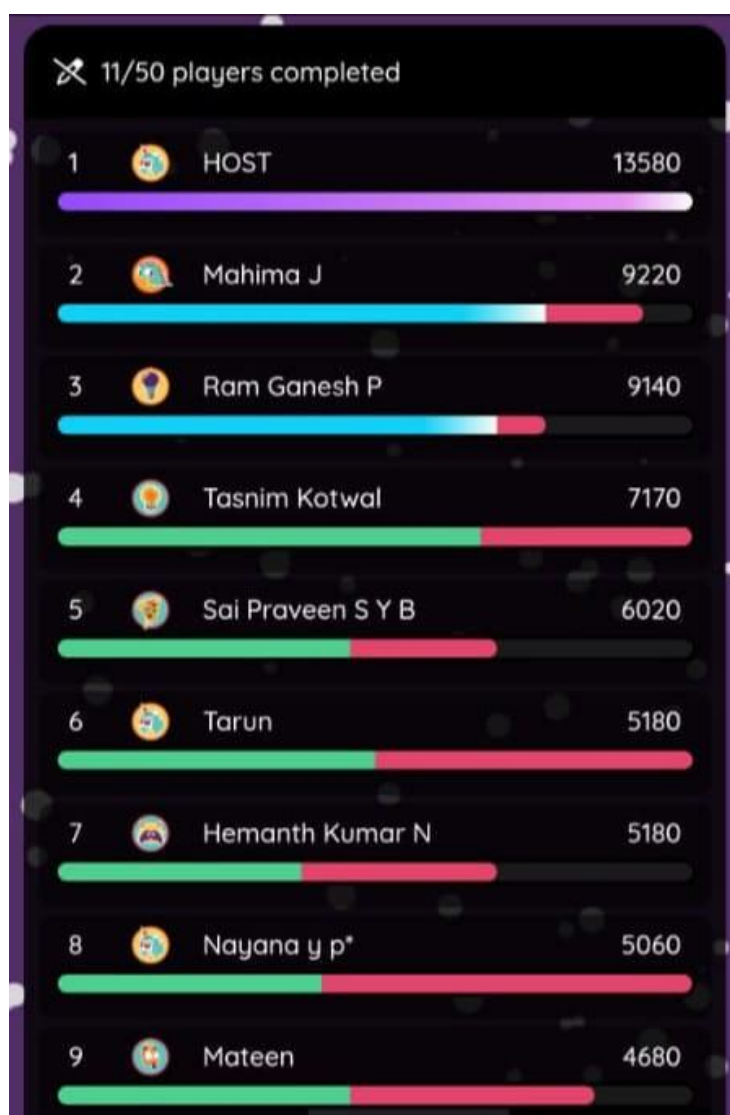 11/50 players completed
1 HOST 13580
2 Mahima J 9220
3 Ram Ganesh P 9140
4 Tasnim Kotwal 7170
5 Sai Praveen S Y B 6020
6 Tarun 5180
7 Hemanth Kumar N 5180
8 Nayana y p* 5060
9 Mateen 4680